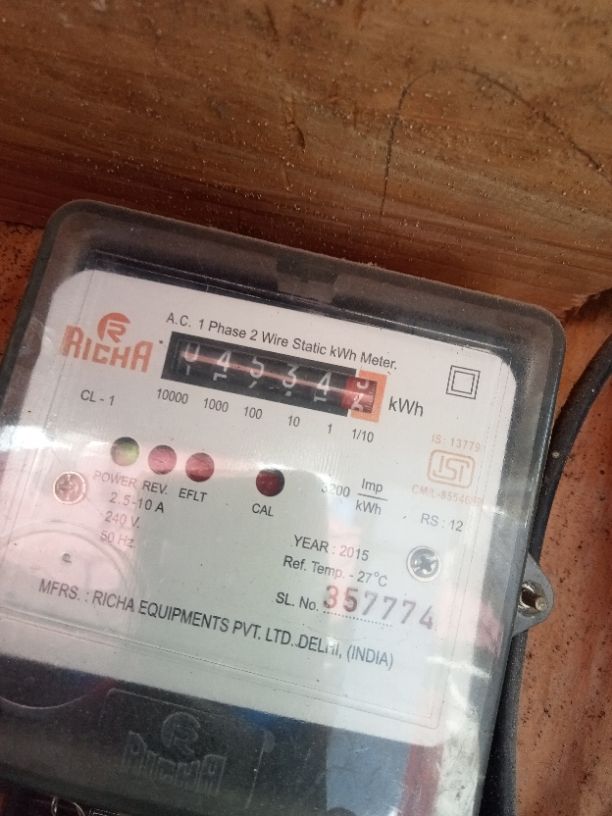 A.C. 1 Phase 2 Wire Static kWh Meter.
RICHA
kWh
CL - 1
10000 1000 100 10 1 1/10
IS : 13779
ISI
POWER REV. EFLT
CAL
3200 Imp
kWh
2.5-10 A
RS : 12
240 V.
50 Hz
YEAR : 2015
Ref. Temp. - 27°C
SL. No. 357774
MFRS. : RICHA EQUIPMENTS PVT. LTD. DELHI, (INDIA)
RICHA